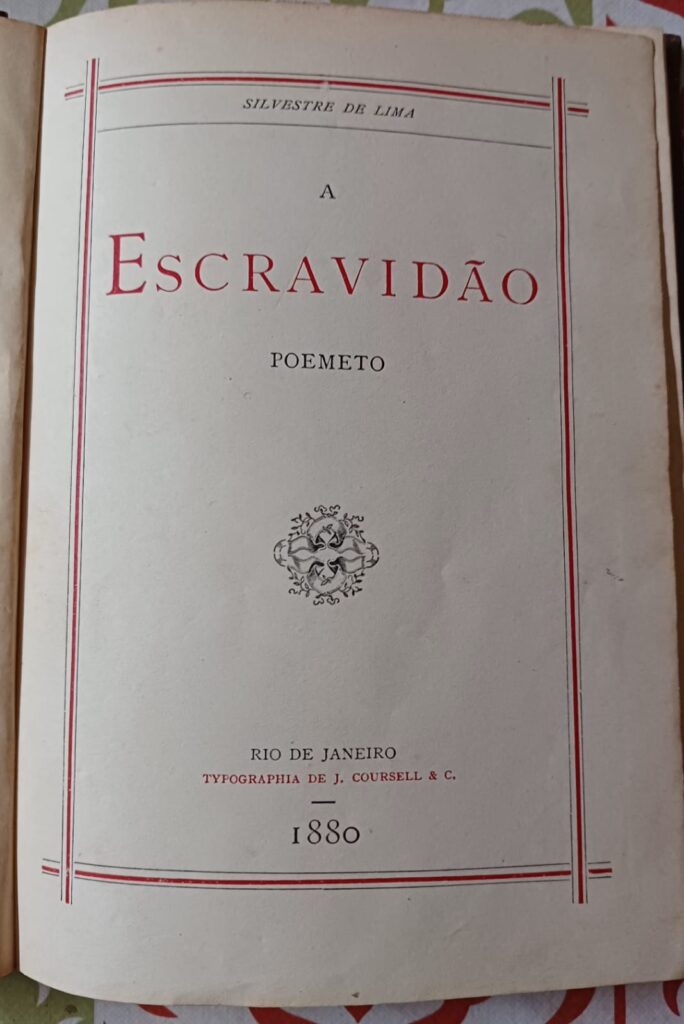 SILVESTRE DE LIMA
A
ESCRAVIDÃO
POEMETO
RIO DE JANEIRO
TYPOGRAPHIA DE J. COURSELL & C.
1880